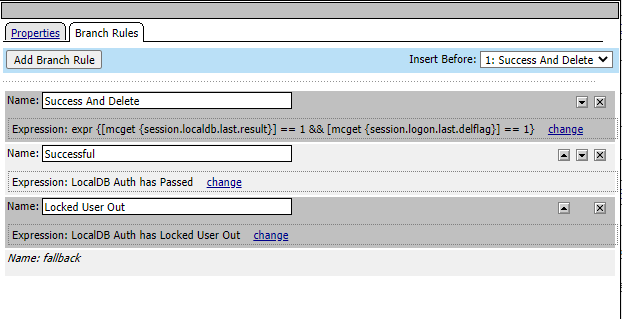 Properties Branch Rules
Add Branch Rule Insert Before: 1: Success And Delete
Name: Success And Delete
Expression: expr {[mcget {session.localdb.last.result}] == 1 && [mcget {session.logon.last.delflag}] == 1} change
Name: Successful
Expression: LocalDB Auth has Passed change
Name: Locked User Out
Expression: LocalDB Auth has Locked User Out change
Name: fallback